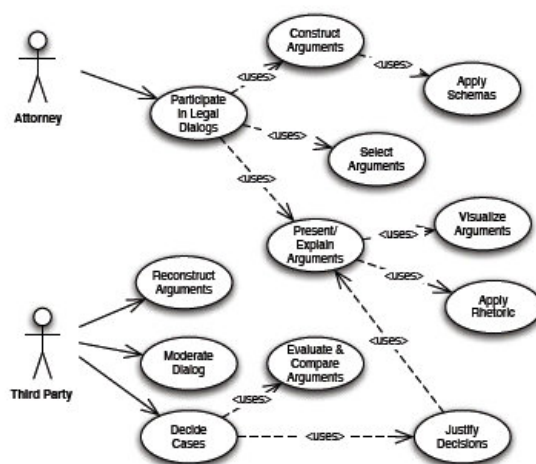 Construct
Arguments
<uses>
<uses>
Apply
Schemas
Participate
in Legal
Dialogs
Attorney
<uses>
Select
Arguments
<uses>
Visualize
Arguments
Present/
Explain
Arguments
<uses>
<uses>
Apply
Rhetoric
Reconstruct
Arguments
Third Party
Moderate
Dialog
Evaluate &
Compare
Arguments
<uses>
<uses>
Decide
Cases
<uses>
Justify
Decisions